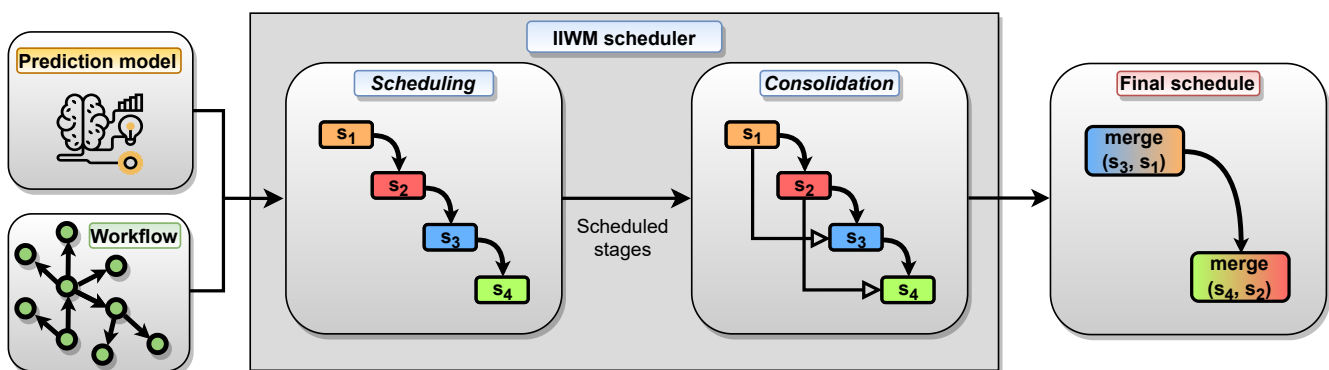 Prediction model
Workflow
IIWM scheduler
Scheduling
s1
s2
s3
s4
Scheduled
stages
Consolidation
s1
s2
s3
s4
Final schedule
merge
(s3, s1)
merge
(s4, s2)